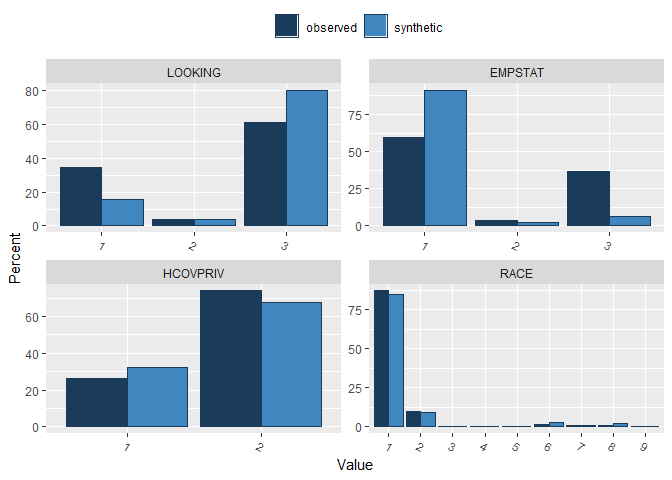 observed synthetic
LOOKING
EMPSTAT
80
60
40
20
0
75
50
25
0
1 2 3
1 2 3
Percent
HCOVPRIV
RACE
60
40
20
0
75
50
25
0
1 2
1 2 3 4 5 6 7 8 9
Value